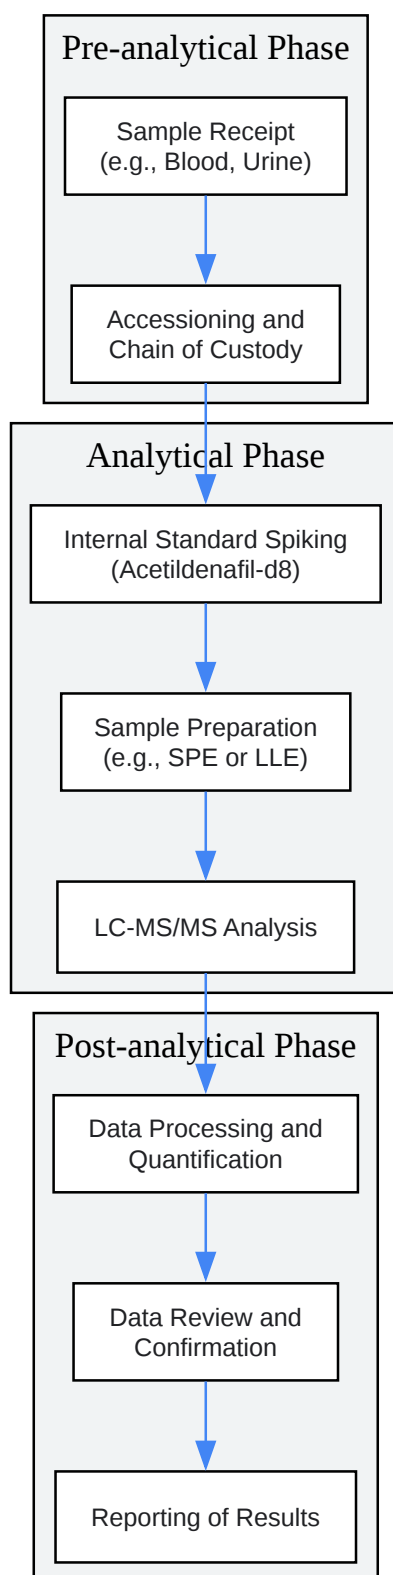 Pre-analytical Phase
Sample Receipt
(e.g., Blood, Urine)
Accessioning and
Chain of Custody
Analytical Phase
Internal Standard Spiking
(Acetildenafil-d8)
Sample Preparation
(e.g., SPE or LLE)
LC-MS/MS Analysis
Post-analytical Phase
Data Processing and
Quantification
Data Review and
Confirmation
Reporting of Results